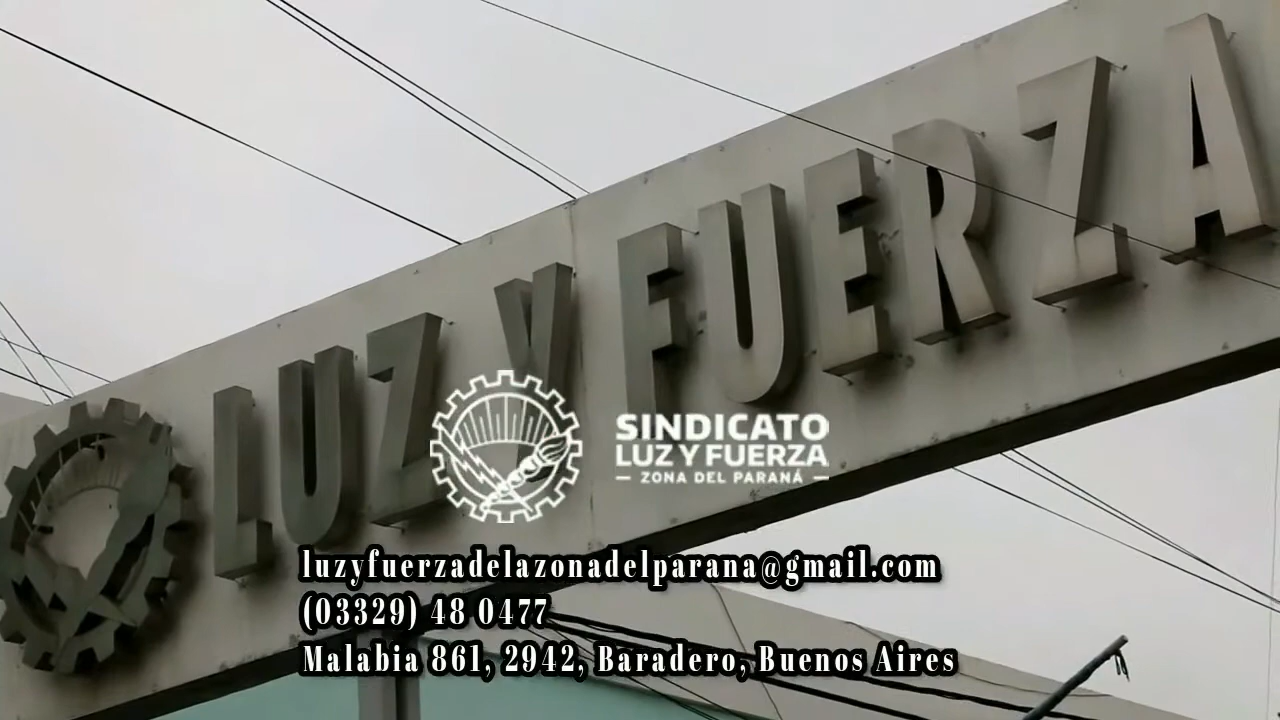 LUZ Y FUERZA
SINDICATO
LUZ Y FUERZA
— ZONA DEL PARANÁ —
luzyfuerzadelazonadelparana@gmail.com
(03329) 48 0477
Malabia 861, 2942, Baradero, Buenos Aires